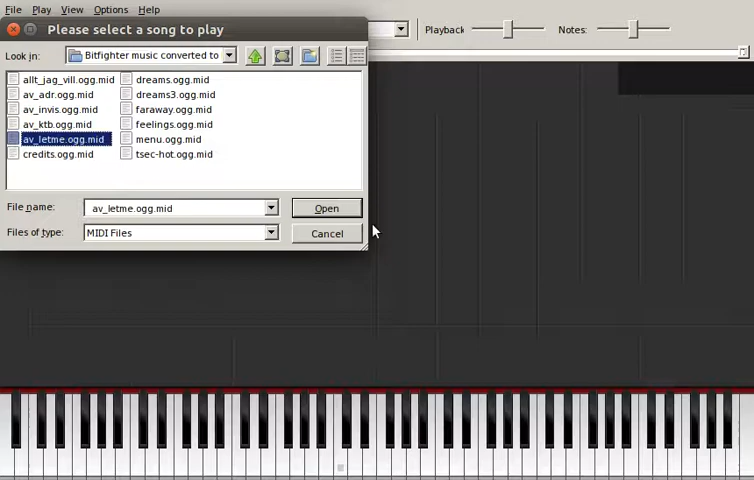 File Play View Options Help
Please select a song to play
Playback Notes:
Look in: Bitfighter music converted to
allt_jag_vill.ogg.mid dreams.ogg.mid
av_adr.ogg.mid dreams3.ogg.mid
av_invis.ogg.mid faraway.ogg.mid
av_ktb.ogg.mid feelings.ogg.mid
av_letme.ogg.mid menu.ogg.mid
credits.ogg.mid tsec-hot.ogg.mid
File name: av_letme.ogg.mid Open
Files of type: MIDI Files Cancel